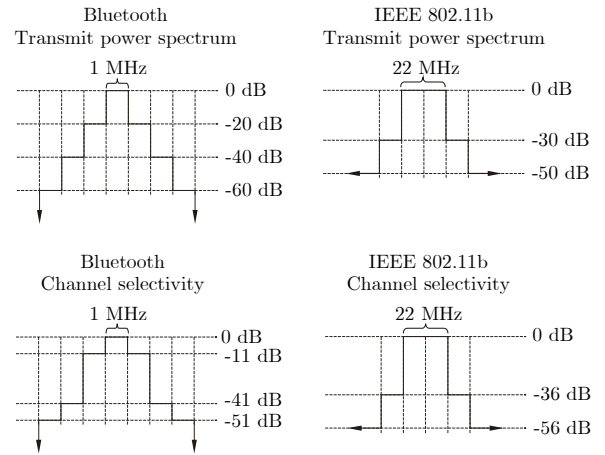 Bluetooth
Transmit power spectrum
1 MHz
0 dB
-20 dB
-40 dB
-60 dB
IEEE 802.11b
Transmit power spectrum
22 MHz
0 dB
-30 dB
-50 dB
Bluetooth
Channel selectivity
1 MHz
0 dB
-11 dB
-41 dB
-51 dB
IEEE 802.11b
Channel selectivity
22 MHz
0 dB
-36 dB
-56 dB